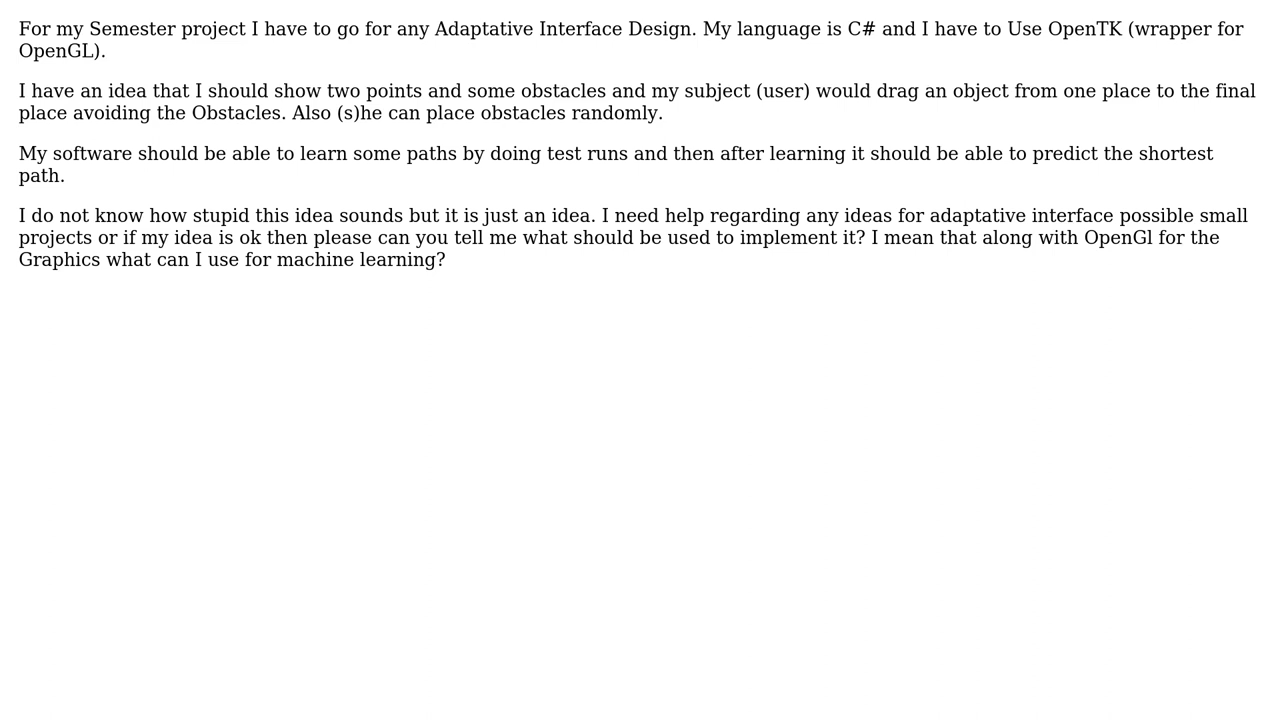 For my Semester project I have to go for any Adaptative Interface Design. My language is C# and I have to Use OpenTK (wrapper for
OpenGL).
I have an idea that I should show two points and some obstacles and my subject (user) would drag an object from one place to the final
place avoiding the Obstacles. Also (s)he can place obstacles randomly.
My software should be able to learn some paths by doing test runs and then after learning it should be able to predict the shortest
path.
I do not know how stupid this idea sounds but it is just an idea. I need help regarding any ideas for adaptative interface possible small
projects or if my idea is ok then please can you tell me what should be used to implement it? I mean that along with OpenGl for the
Graphics what can I use for machine learning?